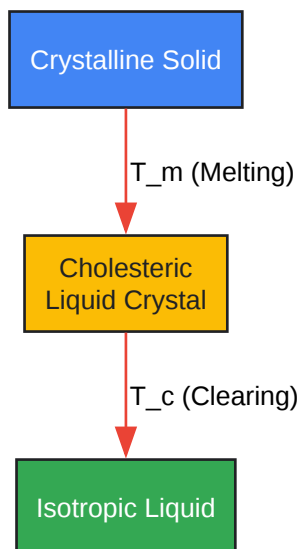 Crystalline Solid
T_m (Melting)
Cholesteric
Liquid Crystal
T_c (Clearing)
Isotropic Liquid